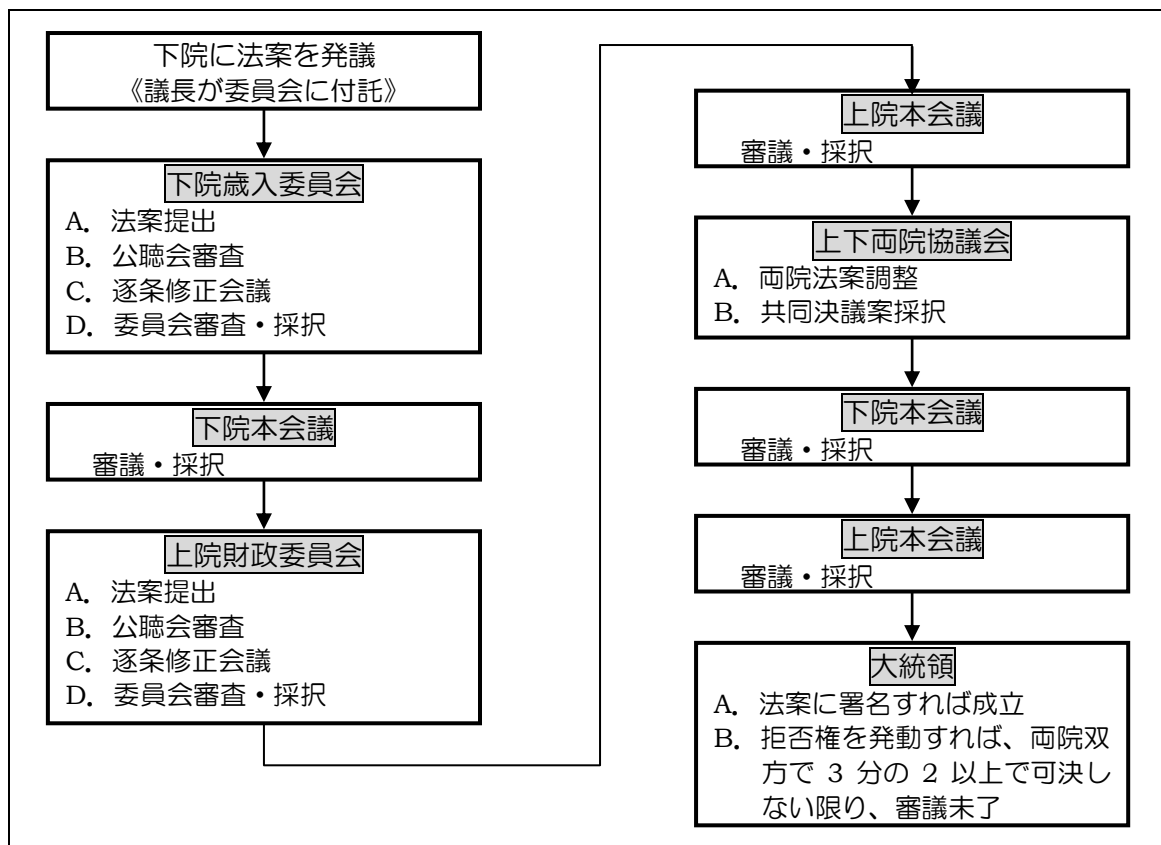 下院に法案を発議
《議長が委員会に付託》
下院歳入委員会
A. 法案提出
B. 公聴会審査
C. 逐条修正会議
D. 委員会審査・採択
下院本会議
審議・採択
上院財政委員会
A. 法案提出
B. 公聴会審査
C. 逐条修正会議
D. 委員会審査・採択
上院本会議
審議・採択
上下両院協議会
A. 両院法案調整
B. 共同決議案採択
下院本会議
審議・採択
上院本会議
審議・採択
大統領
A. 法案に署名すれば成立
B. 拒否権を発動すれば、両院双
方で 3 分の 2 以上で可決し
ない限り、審議未了